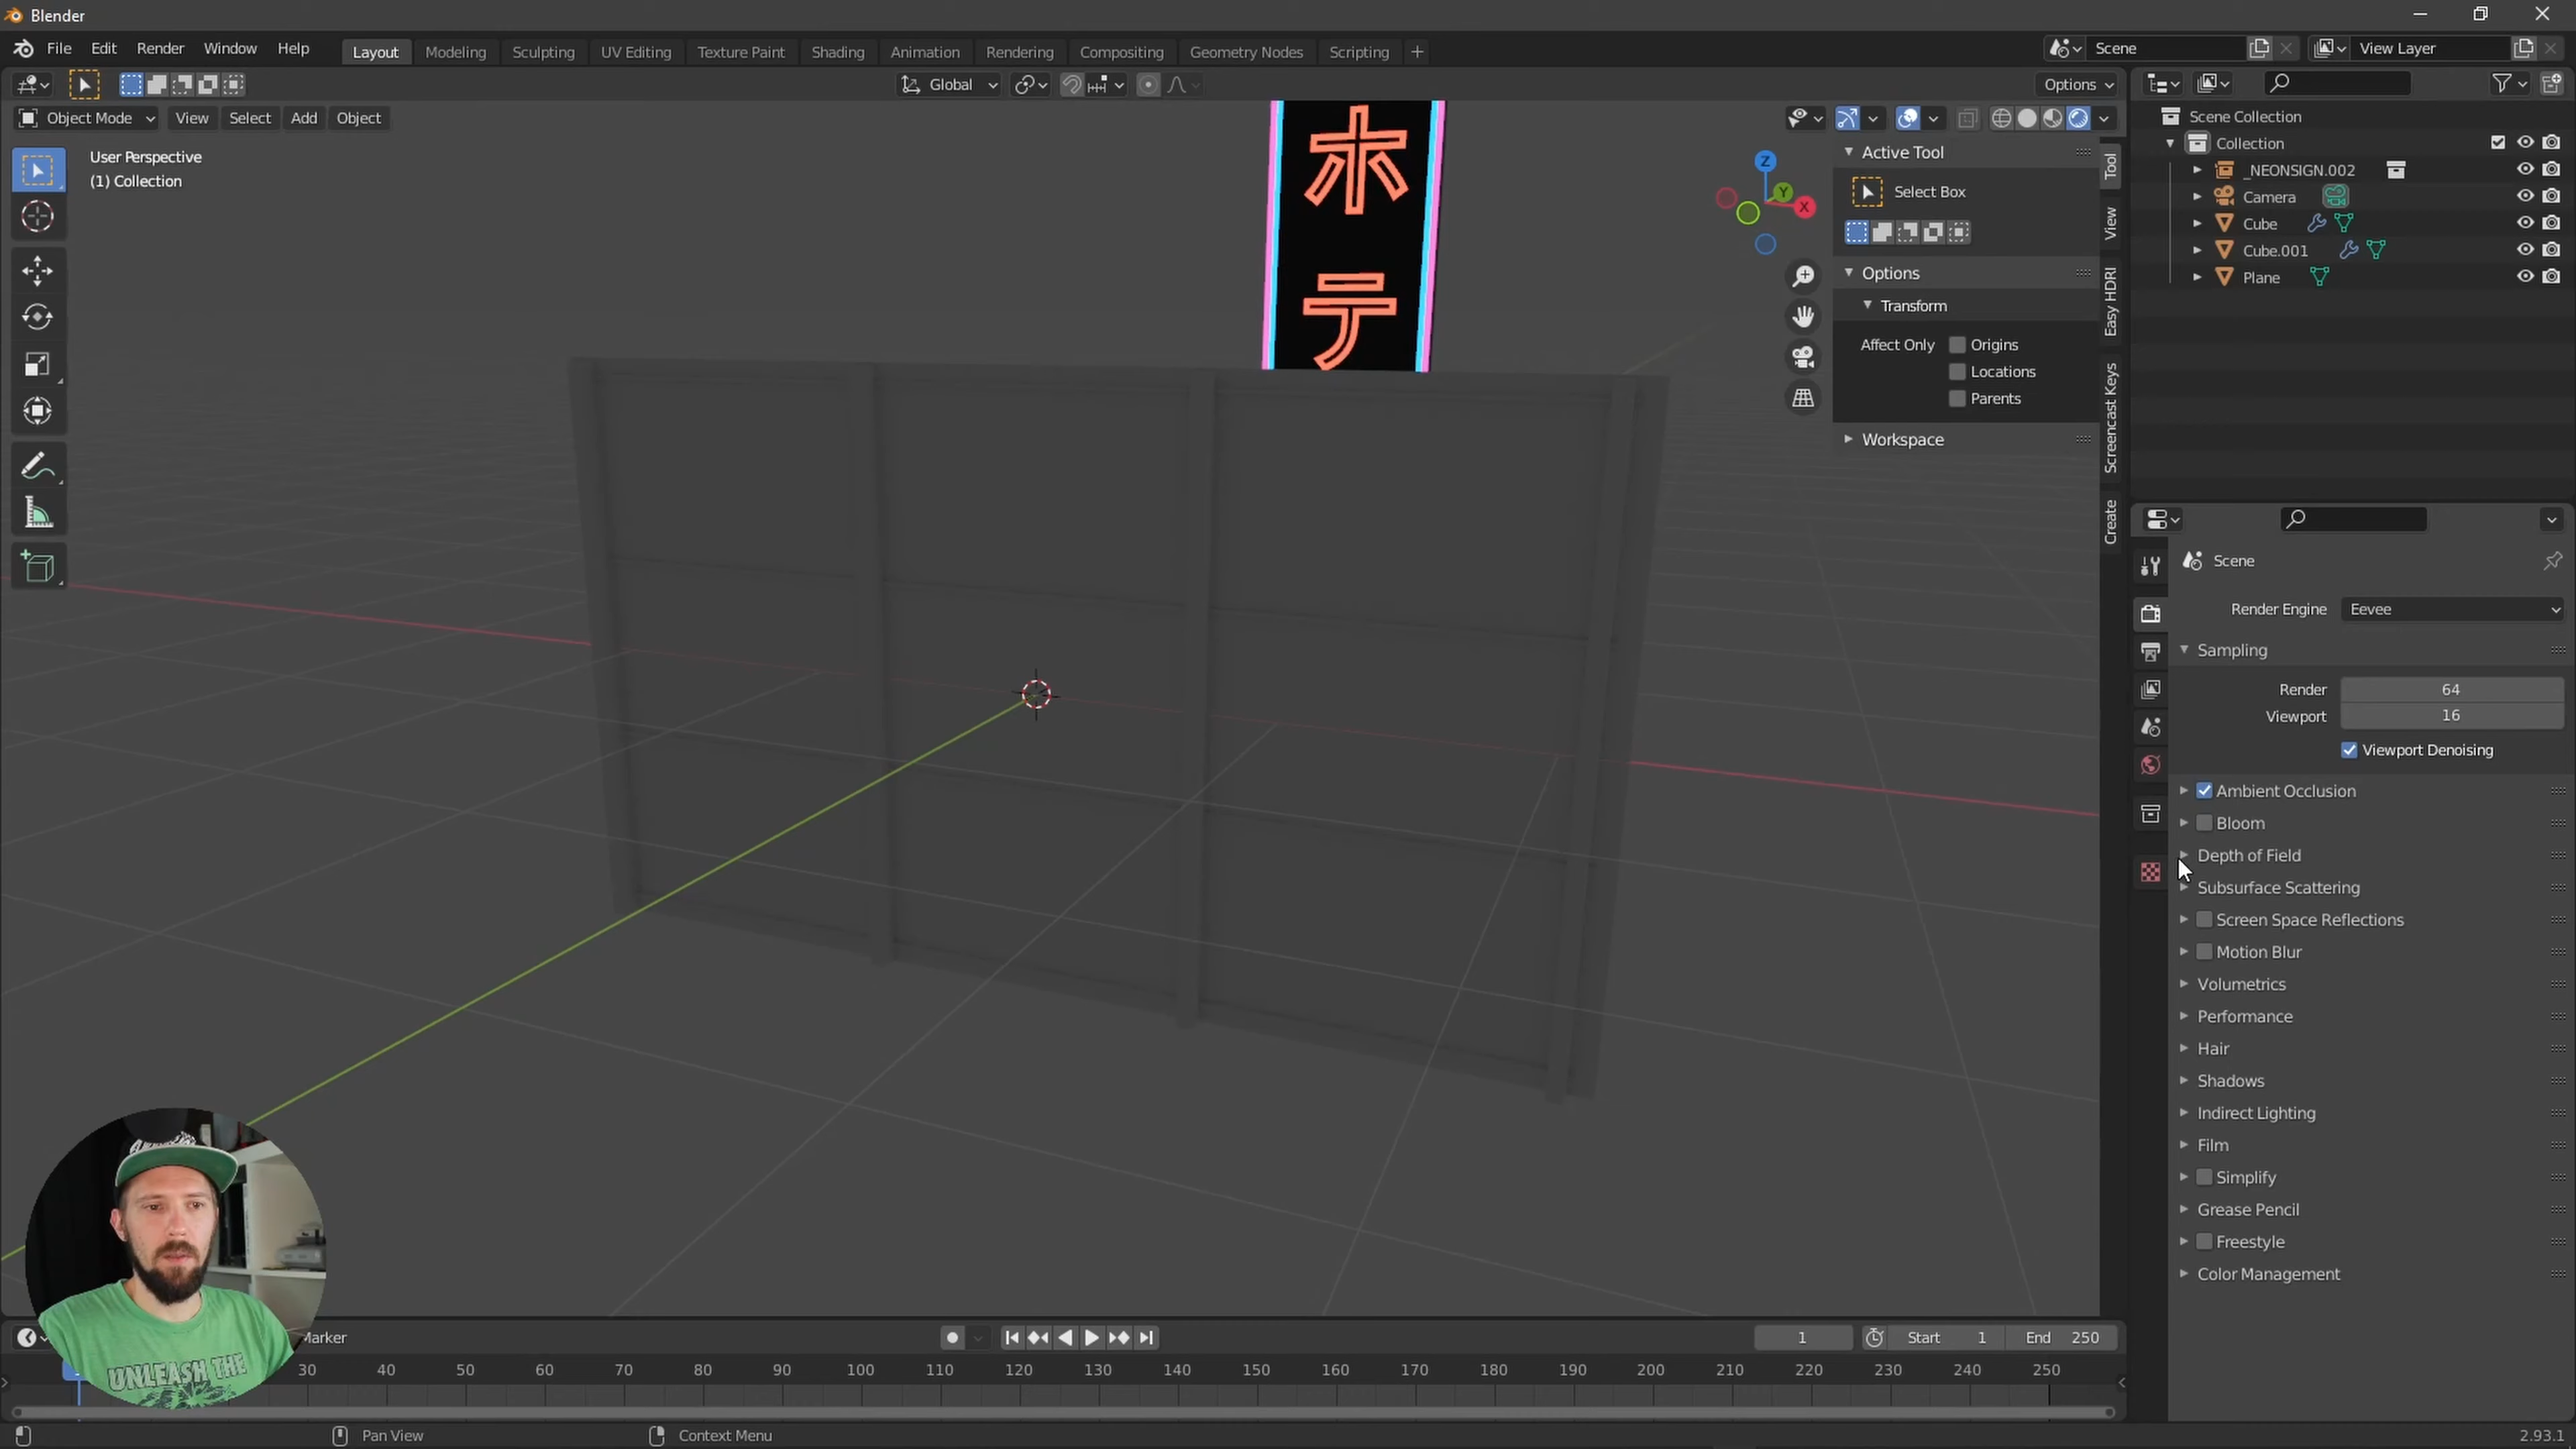 Blender
File Edit Render Window Help Layout Modeling Sculpting UV Editing Texture Paint Shading Animation Rendering Compositing Geometry Nodes Scripting + Scene View Layer
Global Options
Object Mode View Select Add Object
User Perspective
(1) Collection
ホ
テ
Z
Y
X
Active Tool
Select Box
Options
Transform
Affect Only Origins
Locations
Parents
Workspace
Tool
View
Easy HDRI
Screencast Keys
Create
Scene Collection
Collection
_NEONSIGN.002
Camera
Cube
Cube.001
Plane
Scene
Render Engine Eevee
Sampling
Render 64
Viewport 16
Viewport Denoising
Ambient Occlusion
Bloom
Depth of Field
Subsurface Scattering
Screen Space Reflections
Motion Blur
Volumetrics
Performance
Hair
Shadows
Indirect Lighting
Film
Simplify
Grease Pencil
Freestyle
Color Management
UNLEASH THE
Marker 1 Start 1 End 250
30 40 50 60 70 80 90 100 110 120 130 140 150 160 170 180 190 200 210 220 230 240 250
Pan View Context Menu 2.93.1